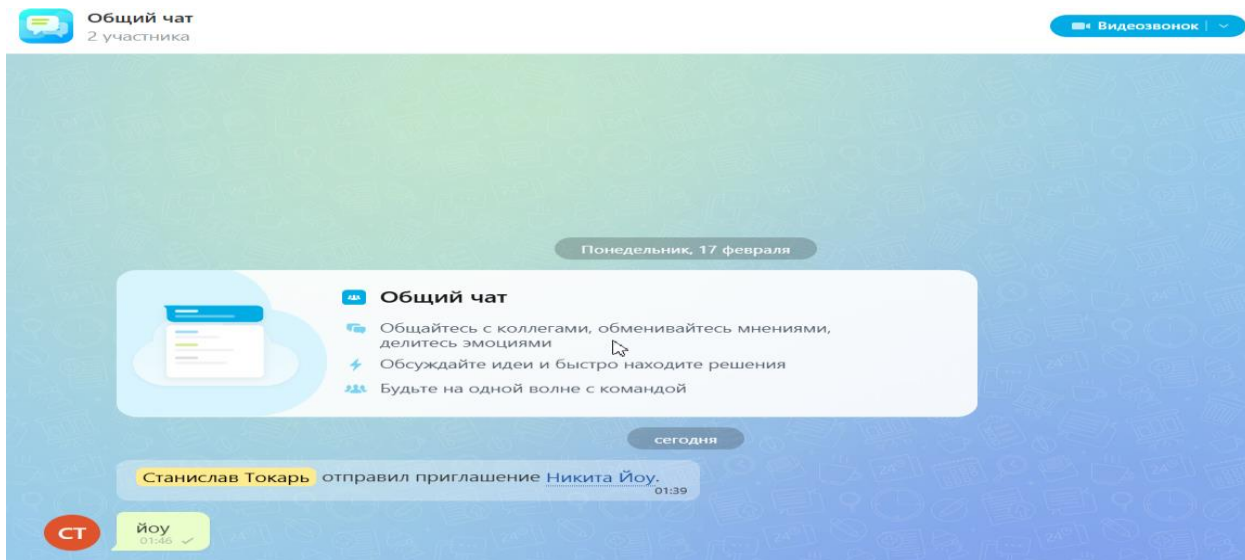 Общий чат
2 участника
Видеозвонок
Понедельник, 17 февраля
Общий чат
Общайтесь с коллегами, обменивайтесь мнениями,
делитесь эмоциями
Обсуждайте идеи и быстро находите решения
Будьте на одной волне с командой
сегодня
Станислав Токарь отправил приглашение Никита Йоу.
01:39
СТ
йоу
01:46